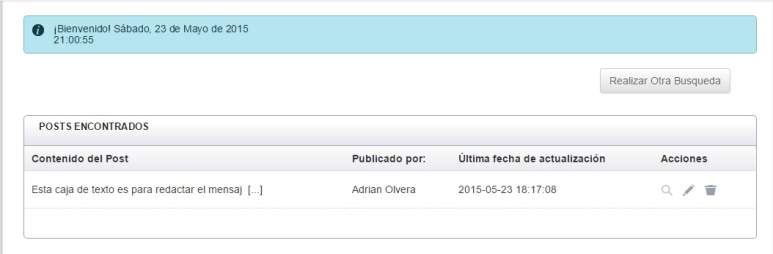 ¡Bienvenido! Sábado, 23 de Mayo de 2015
21:00:55
Realizar Otra Busqueda
POSTS ENCONTRADOS
Contenido del Post Publicado por: Última fecha de actualización Acciones
Esta caja de texto es para redactar el mensaj [...] Adrian Olvera 2015-05-23 18:17:08